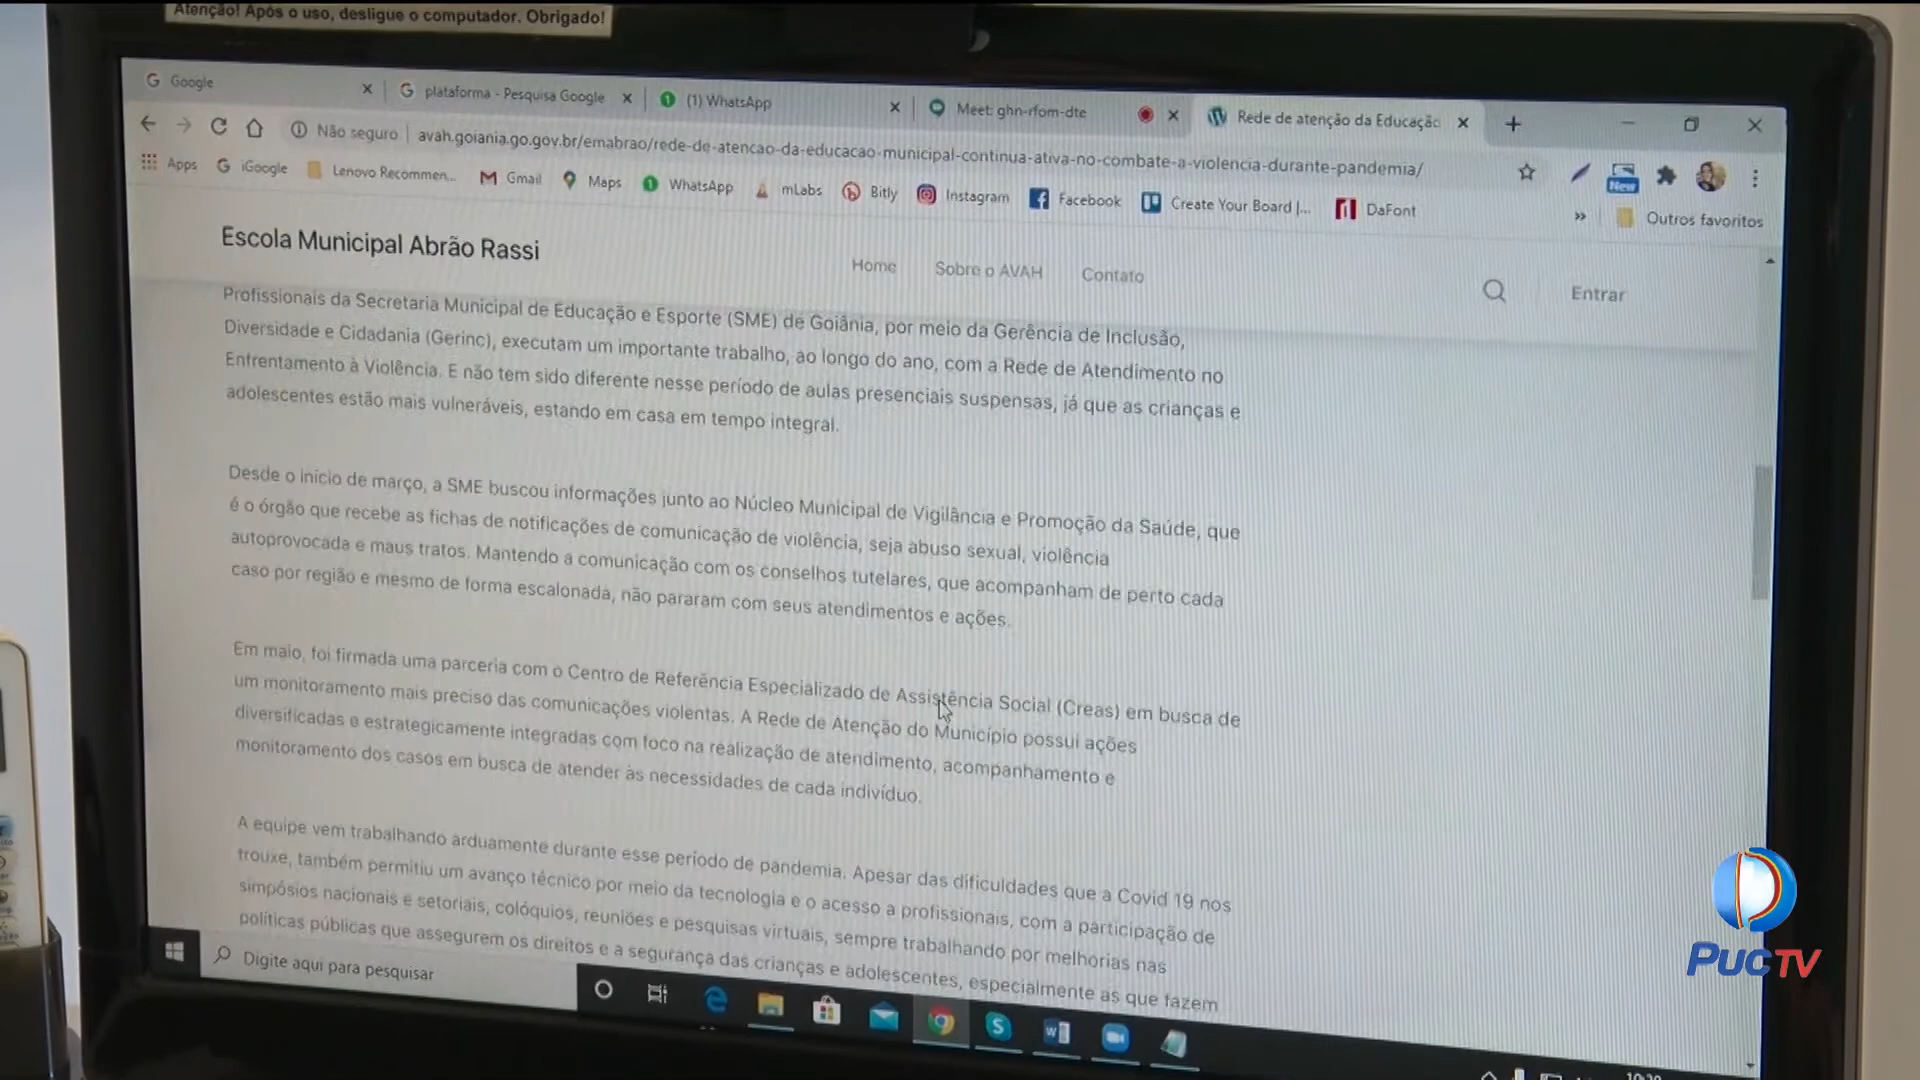 Atenção! Após o uso, desligue o computador. Obrigado!
Google
plataforma - Pesquisa Google
(1) WhatsApp
Meet: ghn-rfom-dte
Rede de atenção da Educação
Não seguro
avah.goiania.go.gov.br/emabrao/rede-de-atencao-da-educacao-municipal-continua-ativa-no-combate-a-violencia-durante-pandemia/
New
Apps
iGoogle
Lenovo Recommen...
Gmail
Maps
WhatsApp
mLabs
Bitly
Instagram
Facebook
Create Your Board |...
DaFont
»
Outros favoritos
Escola Municipal Abrão Rassi
Home
Sobre o AVAH
Contato
Entrar
Profissionais da Secretaria Municipal de Educação e Esporte (SME) de Goiânia, por meio da Gerência de Inclusão,
Diversidade e Cidadania (Gerinc), executam um importante trabalho, ao longo do ano, com a Rede de Atendimento no
Enfrentamento à Violência. E não tem sido diferente nesse período de aulas presenciais suspensas, já que as crianças e
adolescentes estão mais vulneráveis, estando em casa em tempo integral.
Desde o início de março, a SME buscou informações junto ao Núcleo Municipal de Vigilância e Promoção da Saúde, que
é o órgão que recebe as fichas de notificações de comunicação de violência, seja abuso sexual, violência
autoprovocada e maus tratos. Mantendo a comunicação com os conselhos tutelares, que acompanham de perto cada
caso por região e mesmo de forma escalonada, não pararam com seus atendimentos e ações.
Em maio, foi firmada uma parceria com o Centro de Referência Especializado de Assistência Social (Creas) em busca de
um monitoramento mais preciso das comunicações violentas. A Rede de Atenção do Município possui ações
diversificadas e estrategicamente integradas com foco na realização de atendimento, acompanhamento e
monitoramento dos casos em busca de atender às necessidades de cada indivíduo.
A equipe vem trabalhando arduamente durante esse período de pandemia. Apesar das dificuldades que a Covid 19 nos
trouxe, também permitiu um avanço técnico por meio da tecnologia e o acesso a profissionais, com a participação de
simpósios nacionais e setoriais, colóquios, reuniões e pesquisas virtuais, sempre trabalhando por melhorias nas
políticas públicas que assegurem os direitos e a segurança das crianças e adolescentes, especialmente as que fazem
Digite aqui para pesquisar
PUC TV